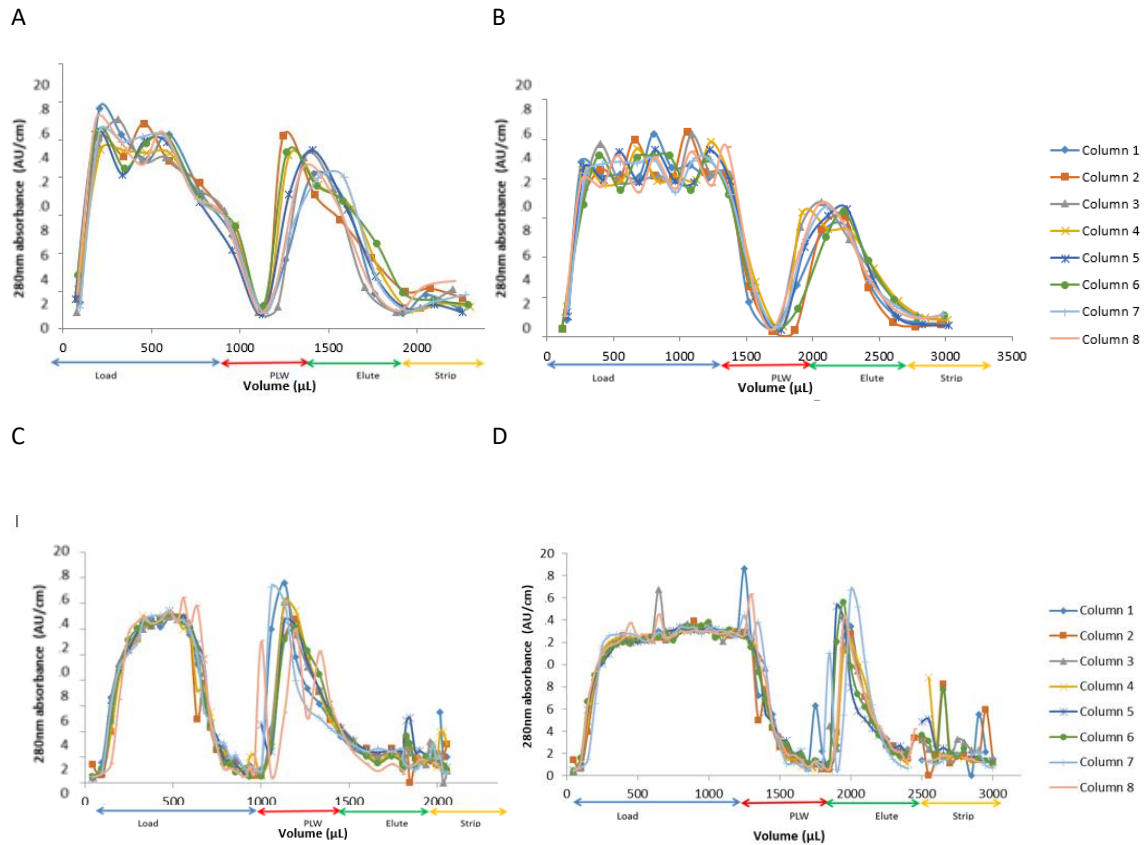 A
B
20
.8
.6
.4
.2
.0
8
6
4
2
0
280nm absorbance (AU/cm)
0
500
1000
1500
2000
Load
PLW
Elute
Strip
Volume (µL)
20
.8
.6
.4
.2
.0
8
6
4
2
0
280nm absorbance (AU/cm)
0
500
1000
1500
2000
2500
3000
3500
Load
PLW
Elute
Strip
Volume (µL)
Column 1
Column 2
Column 3
Column 4
Column 5
Column 6
Column 7
Column 8
C
D
20
.8
.6
.4
.2
.0
8
6
4
2
0
280nm absorbance (AU/cm)
0
500
1000
1500
2000
Load
PLW
Elute
Strip
Volume (µL)
20
.8
.6
.4
.2
.0
8
6
4
2
0
280nm absorbance (AU/cm)
0
500
1000
1500
2000
2500
3000
Load
PLW
Elute
Strip
Volume (µL)
Column 1
Column 2
Column 3
Column 4
Column 5
Column 6
Column 7
Column 8